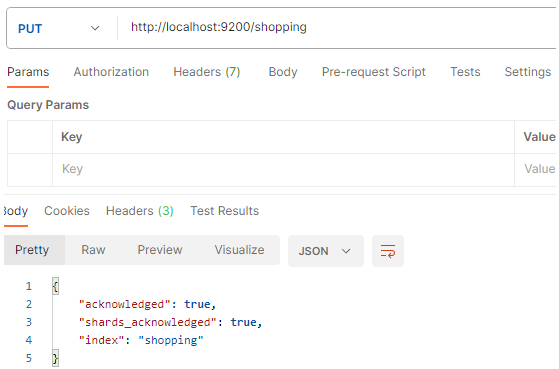 PUT http://localhost:9200/shopping
Params Authorization Headers (7) Body Pre-request Script Tests Settings
Query Params
Key Value
Key Value
Body Cookies Headers (3) Test Results
Pretty Raw Preview Visualize JSON
1 {
2 "acknowledged": true,
3 "shards_acknowledged": true,
4 "index": "shopping"
5 }